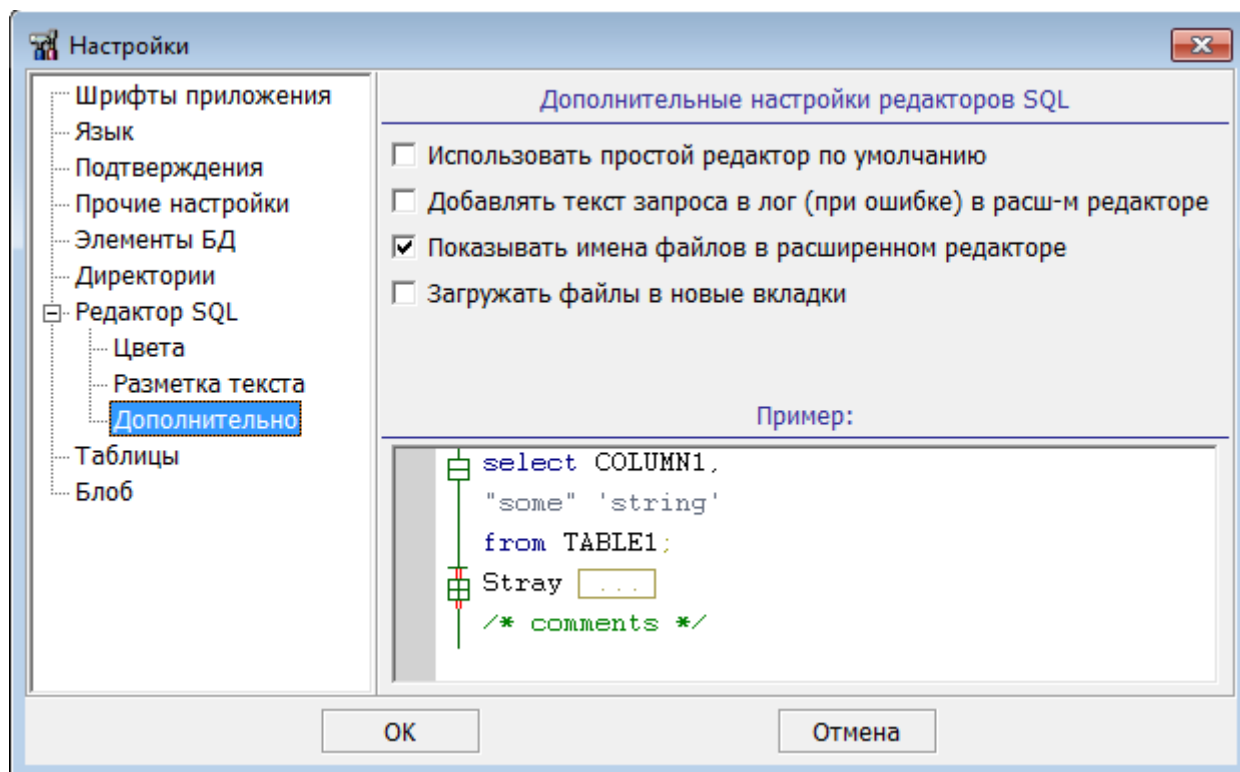 Настройки
Шрифты приложения
Язык
Подтверждения
Прочие настройки
Элементы БД
Директории
Редактор SQL
Цвета
Разметка текста
Дополнительно
Таблицы
Блоб
Дополнительные настройки редакторов SQL
Использовать простой редактор по умолчанию
Добавлять текст запроса в лог (при ошибке) в расш-м редакторе
Показывать имена файлов в расширенном редакторе
Загружать файлы в новые вкладки
Пример:
select COLUMN1,
"some" 'string'
from TABLE1;
Stray ...
/* comments */
OK
Отмена